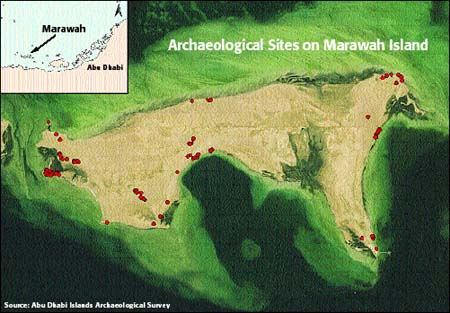 Marawah
Abu Dhabi
Archaeological Sites on Marawah Island
Source: Abu Dhabi Islands Archaeological Survey